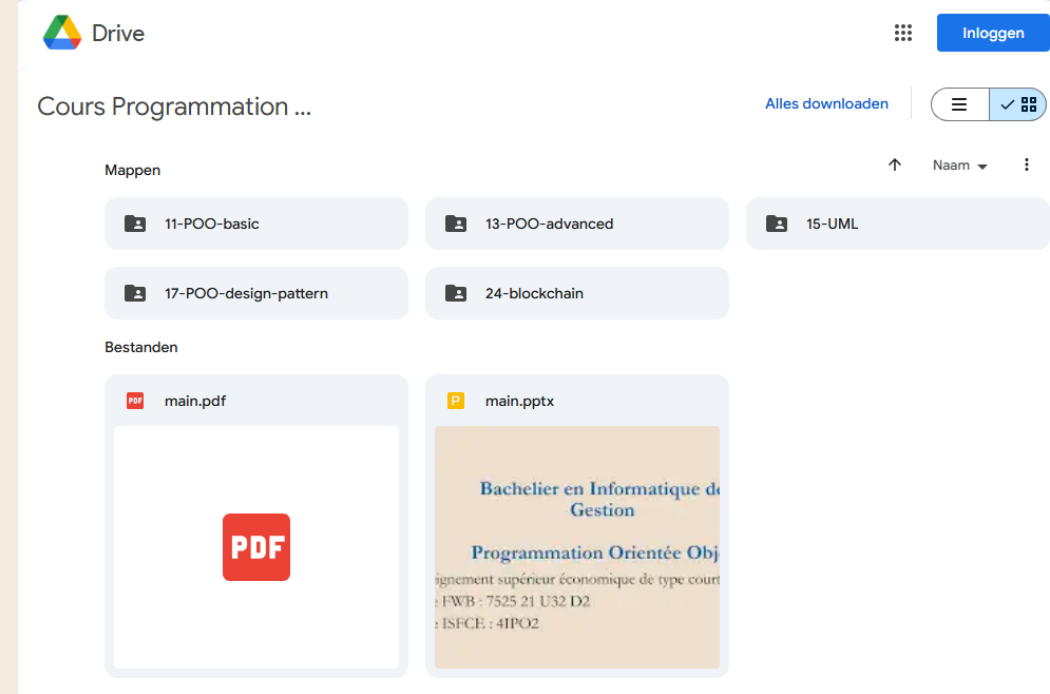 Drive
Inloggen
Cours Programmation ...
Alles downloaden
Mappen
Naam
11-POO-basic
13-POO-advanced
15-UML
17-POO-design-pattern
24-blockchain
Bestanden
PDF main.pdf
P main.pptx
PDF
Bachelier en Informatique de
Gestion
Programmation Orientée Obj
ignement supérieur économique de type court
: FWB : 7525 21 U32 D2
: ISFCE : 4IPO2